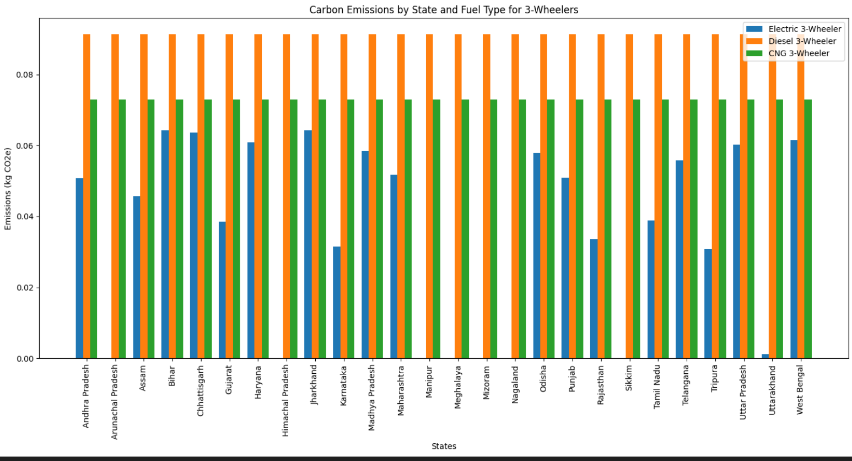 Carbon Emissions by State and Fuel Type for 3-Wheelers
Electric 3-Wheeler
Diesel 3-Wheeler
CNG 3-Wheeler
Emissions (kg CO2e)
0.08
0.06
0.04
0.02
0.00
Andhra Pradesh
Arunachal Pradesh
Assam
Bihar
Chhattisgarh
Gujarat
Haryana
Himachal Pradesh
Jharkhand
Karnataka
Madhya Pradesh
Maharashtra
Manipur
Meghalaya
Mizoram
Nagaland
Odisha
Punjab
Rajasthan
Sikkim
Tamil Nadu
Telangana
Tripura
Uttar Pradesh
Uttarakhand
West Bengal
States